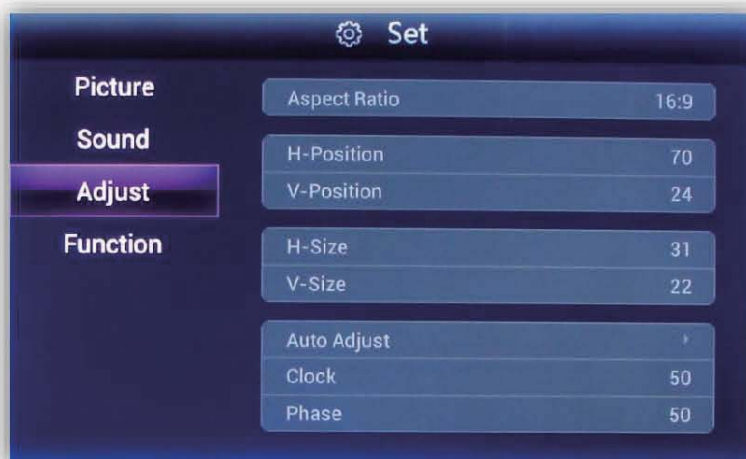 Set
Picture
Sound
Adjust
Function
Aspect Ratio 16:9
H-Position 70
V-Position 24
H-Size 31
V-Size 22
Auto Adjust
Clock 50
Phase 50